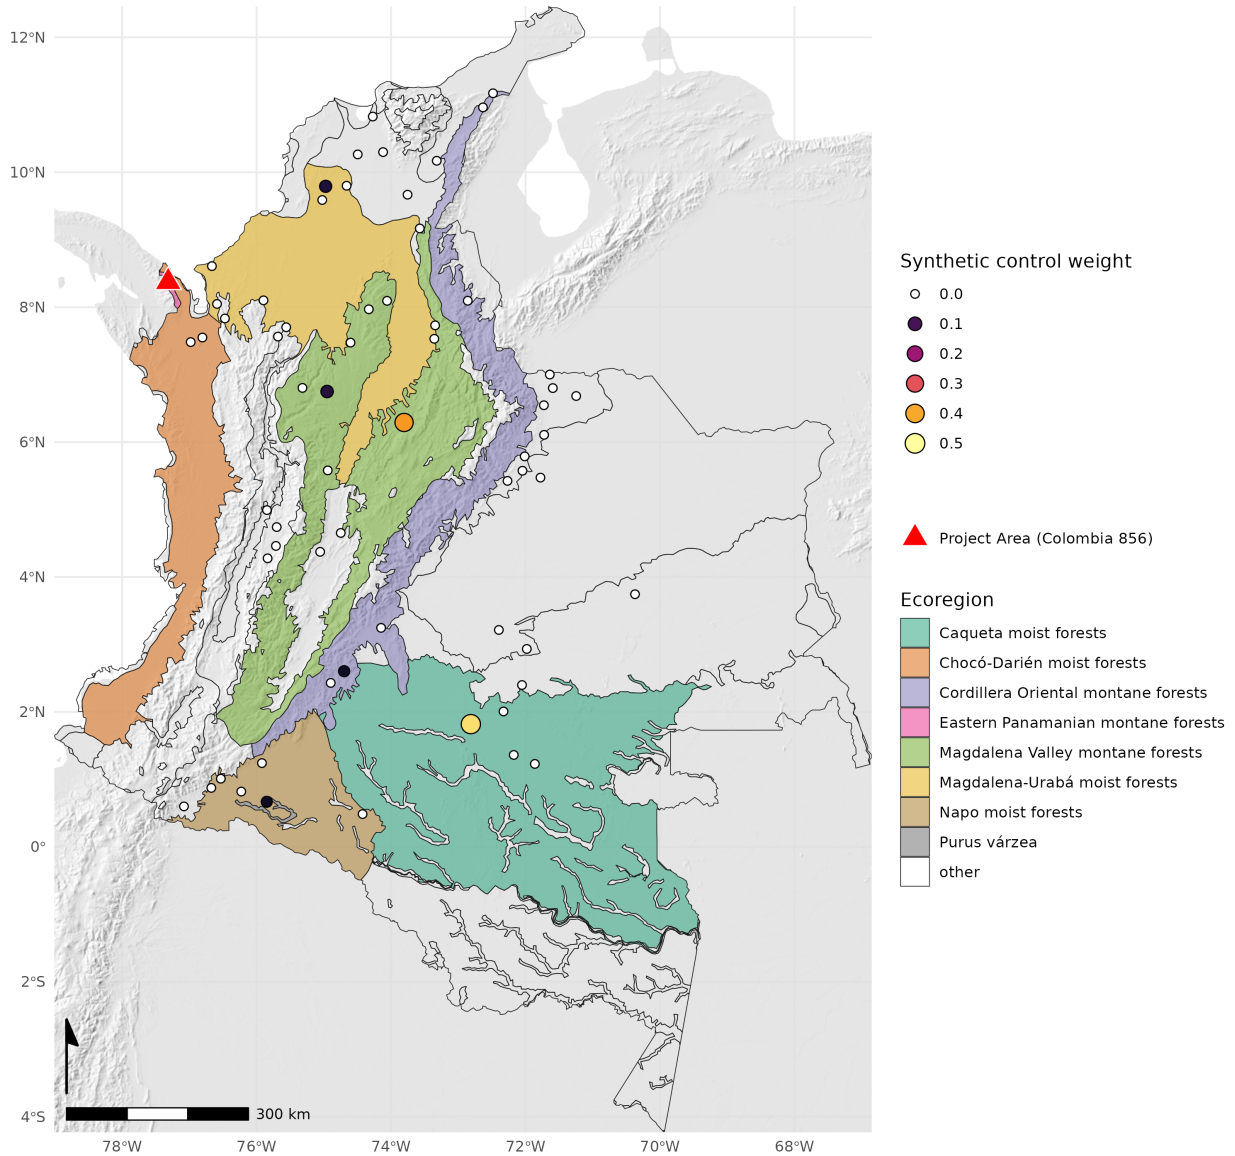 12°N
10°N
8°N
6°N
4°N
2°N
0°
2°S
4°S
78°W
76°W
74°W
72°W
70°W
68°W
300 km
Synthetic control weight
0.0
0.1
0.2
0.3
0.4
0.5
Project Area (Colombia 856)
Ecoregion
Caqueta moist forests
Chocó-Darién moist forests
Cordillera Oriental montane forests
Eastern Panamanian montane forests
Magdalena Valley montane forests
Magdalena-Urabá moist forests
Napo moist forests
Purus várzea
other